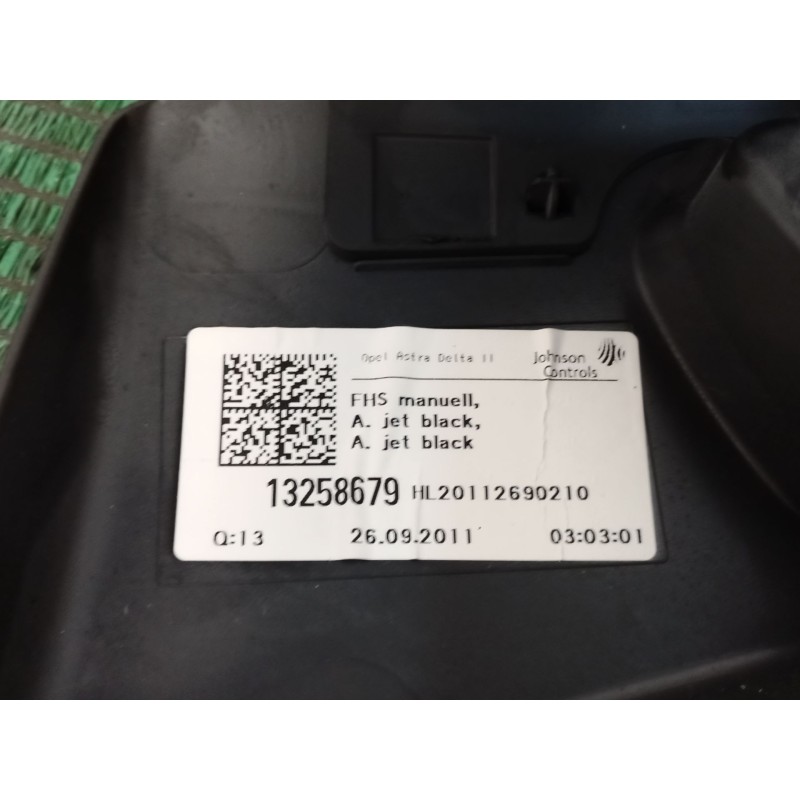 Opel Astra Delta II
Johnson
Controls
FHS manuell,
A. jet black,
A. jet black
13258679 HL20112690210
Q:13 26.09.2011 03:03:01